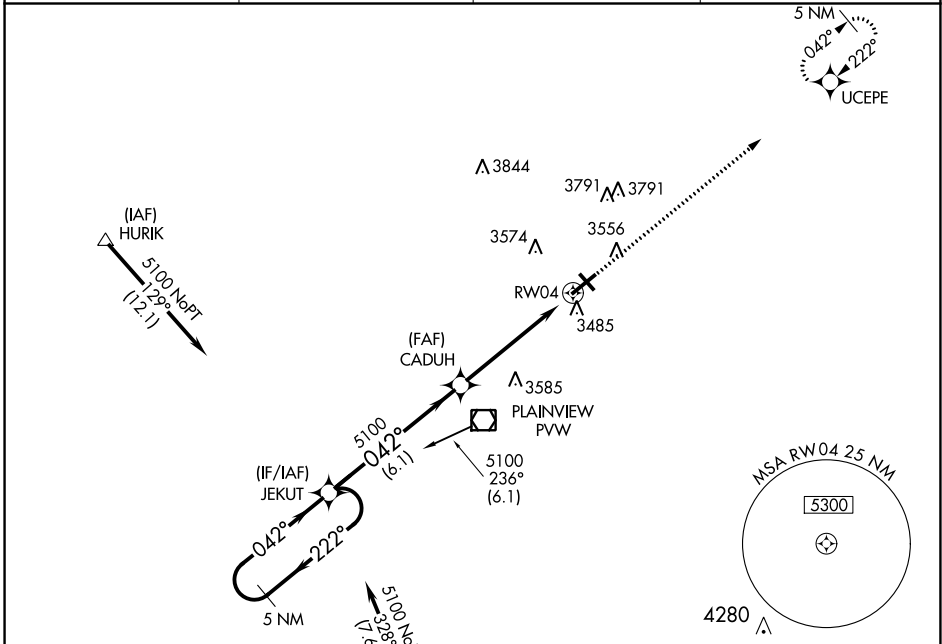 5 NM
042°
222°
UCEPE
3844
3791
3791
3574
3556
(IAF)
HURIK
5100 NoPT
129°
(12.1)
RW04
3485
(FAF)
CADUH
3585
PLAINVIEW
PVW
5100
042°
(6.1)
5100
236°
(6.1)
(IF/IAF)
JEKUT
042°
222°
5 NM
5100
328°
MSA RW04 25 NM
5300
4280